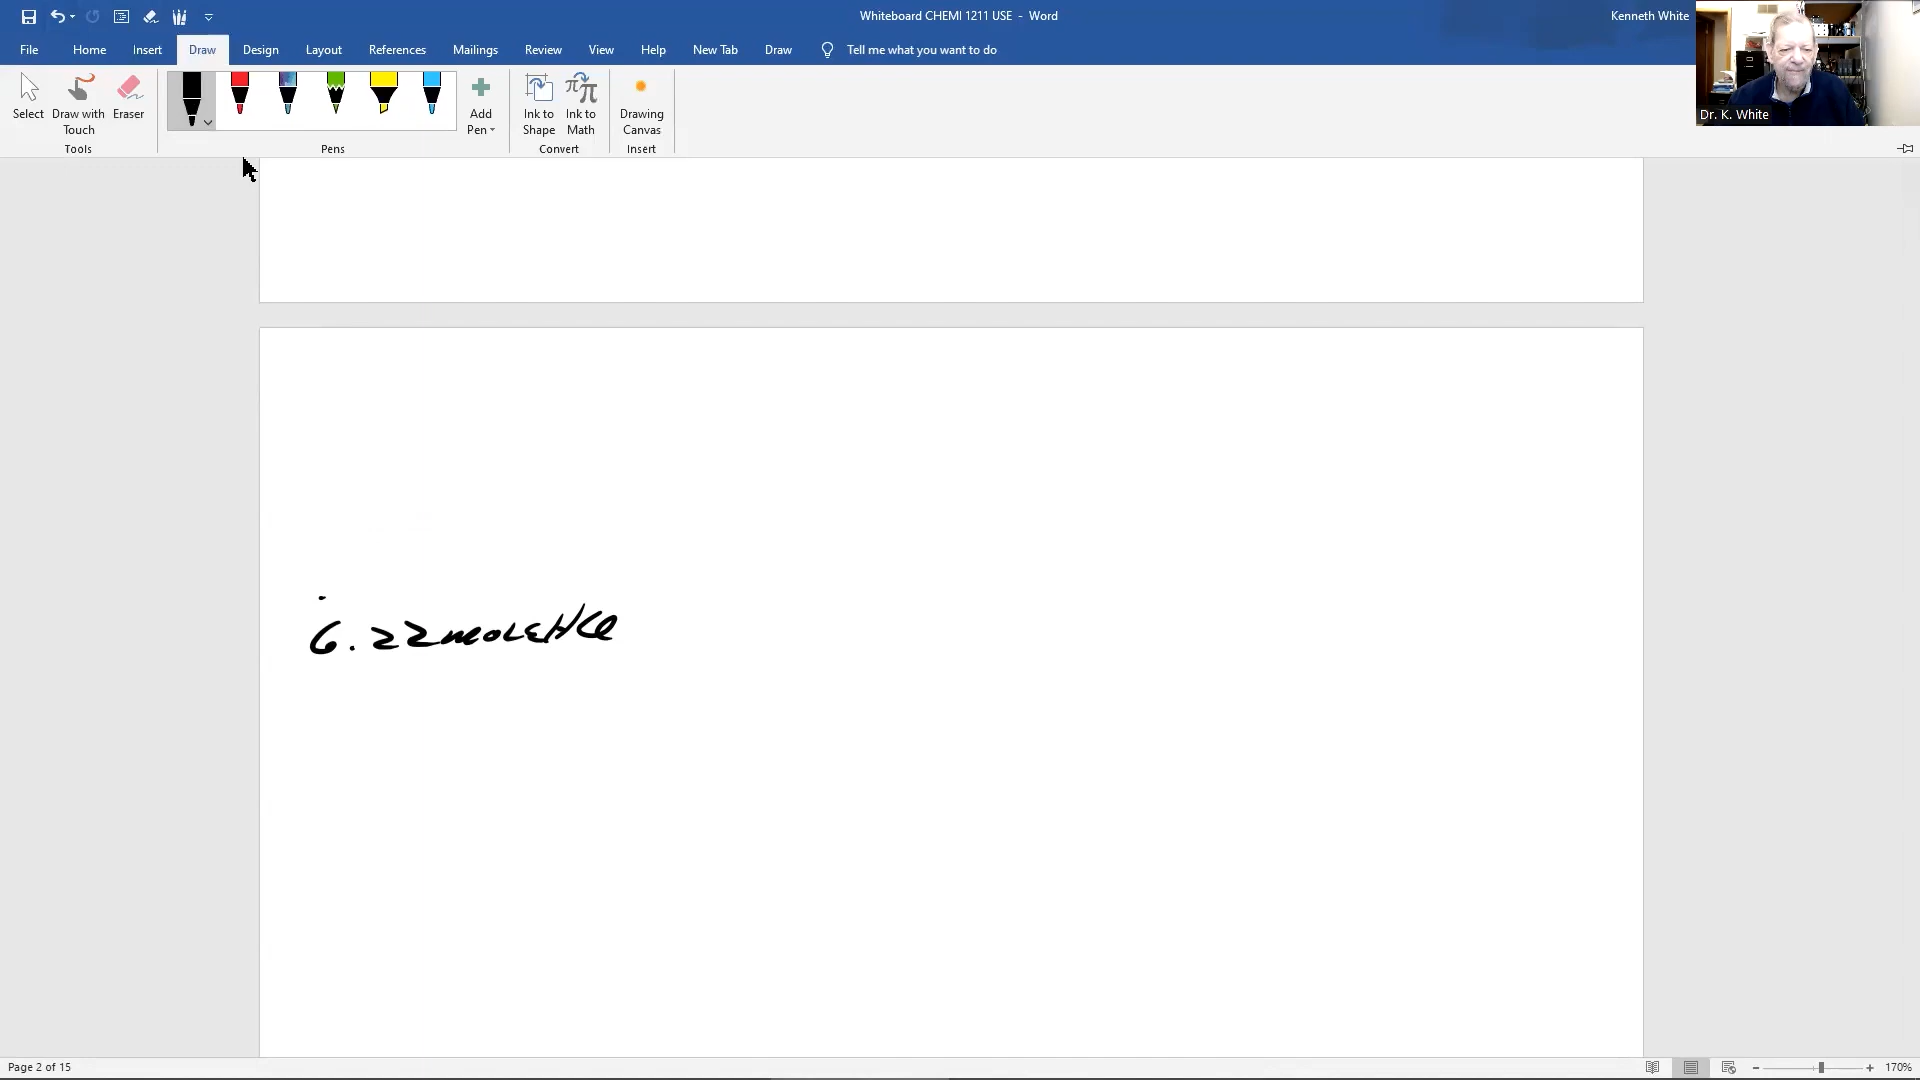 Whiteboard CHEMI 1211 USE - Word
Kenneth White
File Home Insert Draw Design Layout References Mailings Review View Help New Tab Draw Tell me what you want to do
Select
Draw with Touch
Eraser
Add Pen
Ink to Shape
Ink to Math
Drawing Canvas
Tools
Pens
Convert
Insert
Dr. K. White
6.22 mole HCl
Page 2 of 15
170%